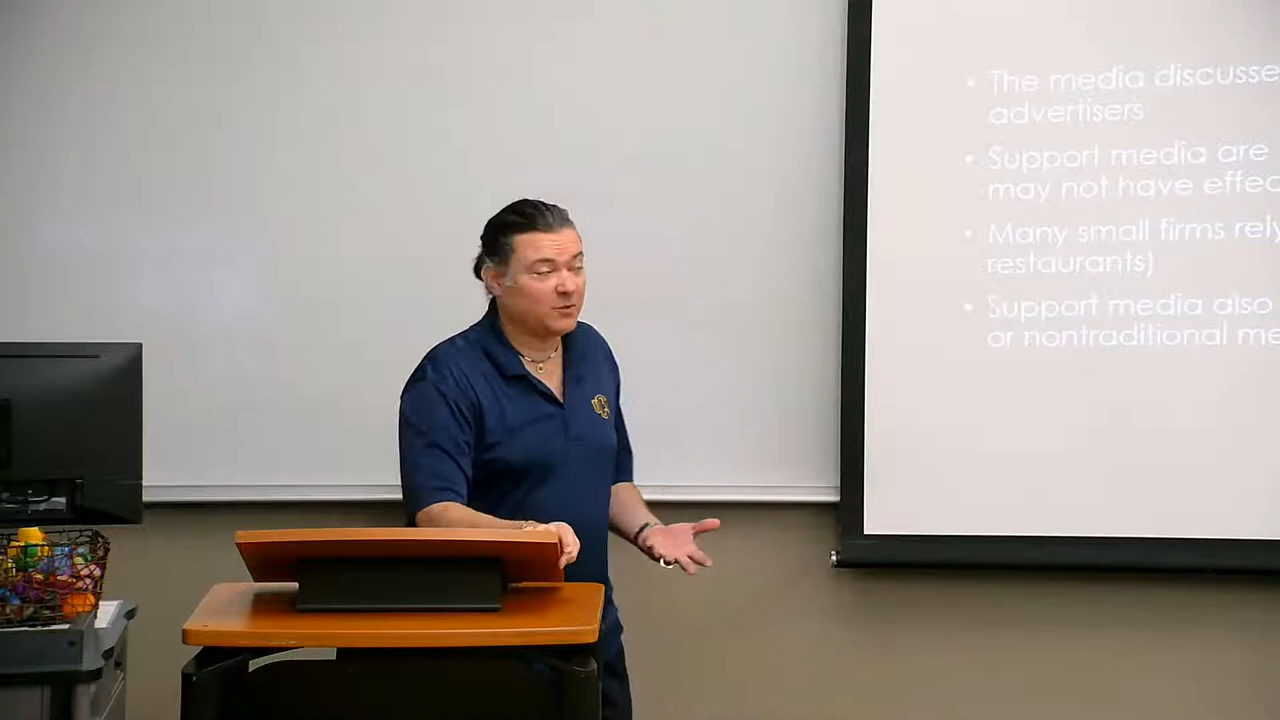 • The media discusse
advertisers
• Support media are
may not have effec
• Many small firms rely
restaurants)
• Support media also
or nontraditional me